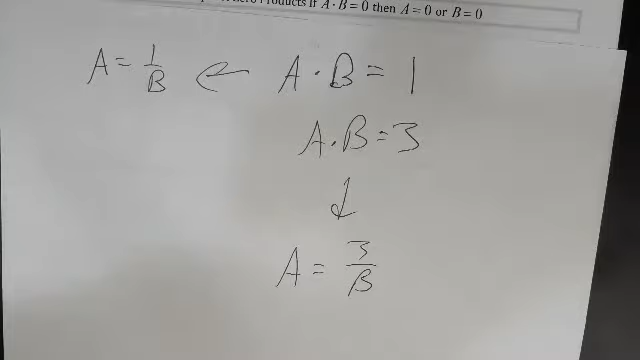 Products if A · B = 0 then A = 0 or B = 0
A = 1/B ← A · B = 1
A · B = 3
↓
A = 3/B